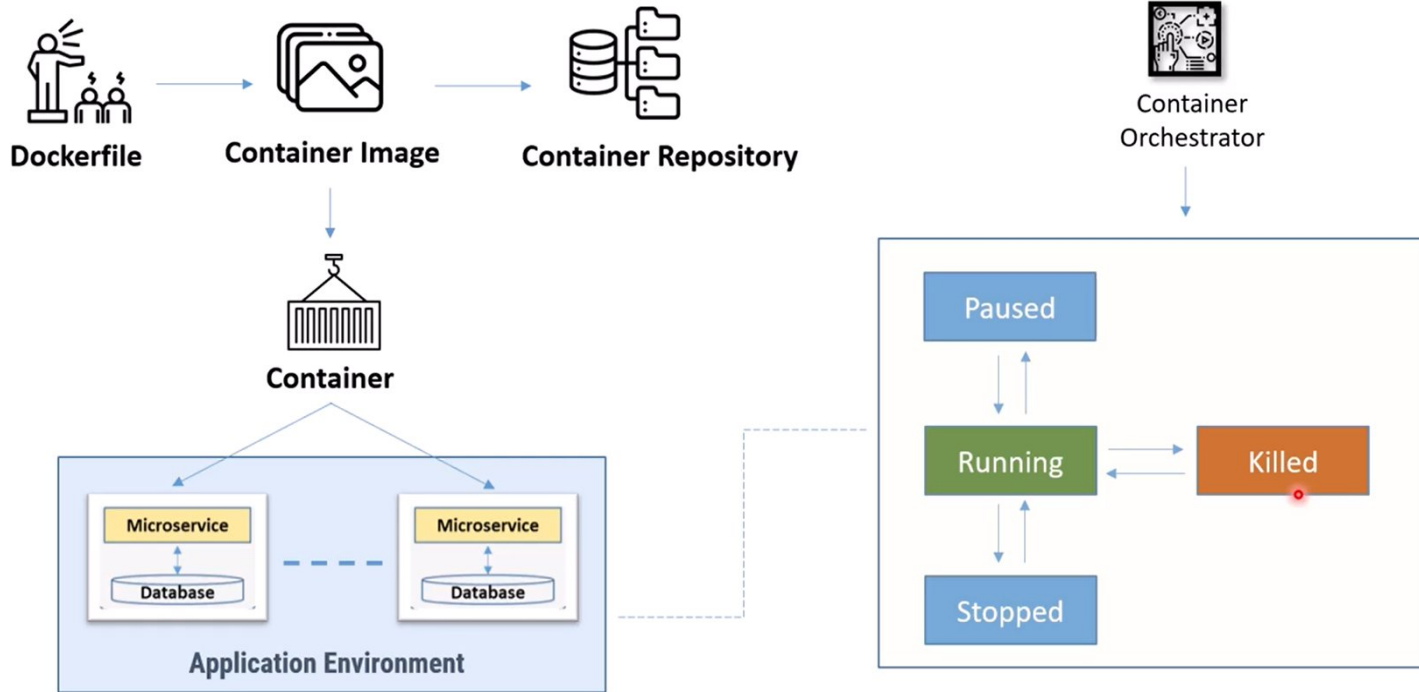 Dockerfile
Container Image
Container Repository
Container
Orchestrator
Container
Paused
Running
Killed
Stopped
Microservice
Database
Microservice
Database
Application Environment